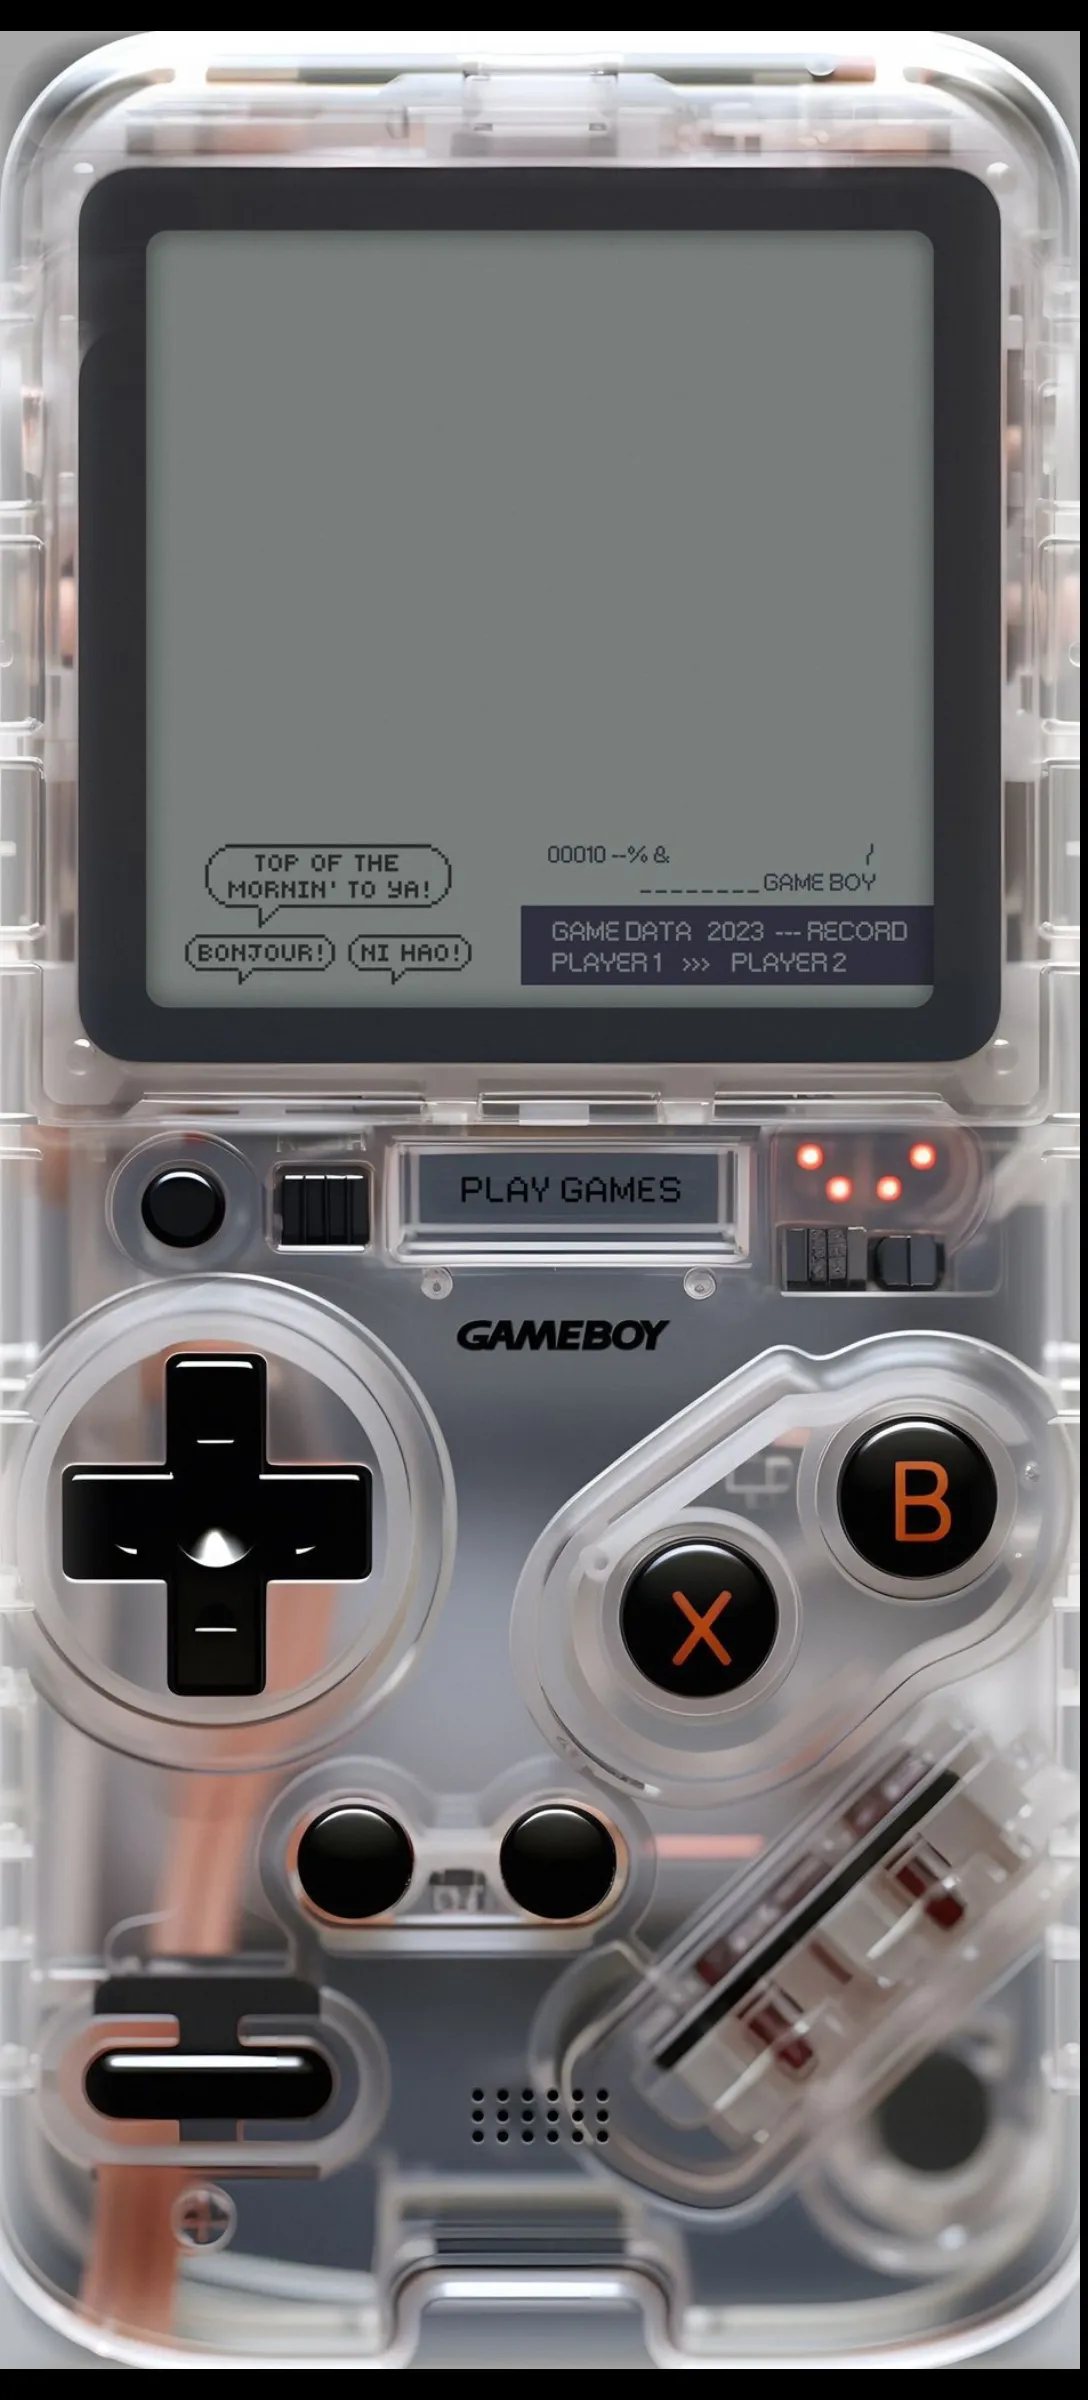 TOP OF THE
MORNIN' TO YA!
BONJOUR!
NI HAO!
00010 --% &
/
________GAME BOY
GAME DATA 2023 --- RECORD
PLAYER 1 >>> PLAYER 2
PLAY GAMES
GAMEBOY
B
X